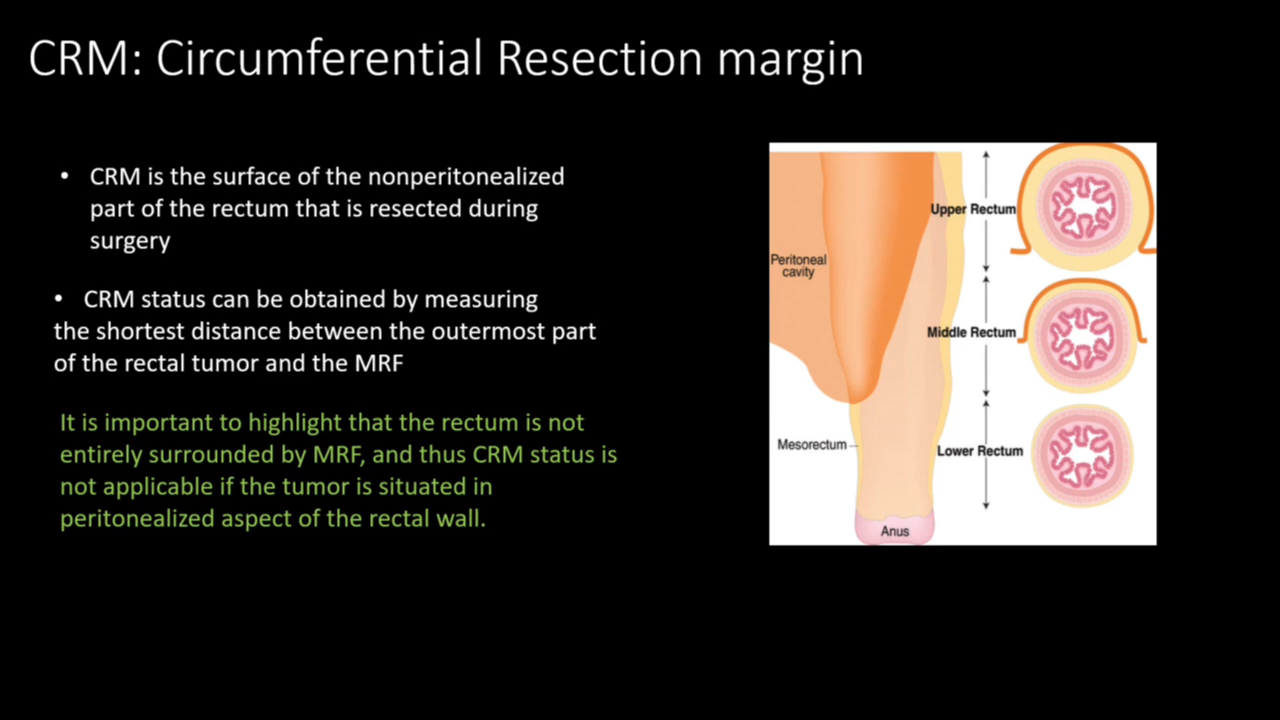 CRM: Circumferential Resection margin
• CRM is the surface of the nonperitonealized
part of the rectum that is resected during
surgery
• CRM status can be obtained by measuring
the shortest distance between the outermost part
of the rectal tumor and the MRF
It is important to highlight that the rectum is not
entirely surrounded by MRF, and thus CRM status is
not applicable if the tumor is situated in
peritonealized aspect of the rectal wall.
Upper Rectum
Peritoneal
cavity
Middle Rectum
Mesorectum
Lower Rectum
Anus